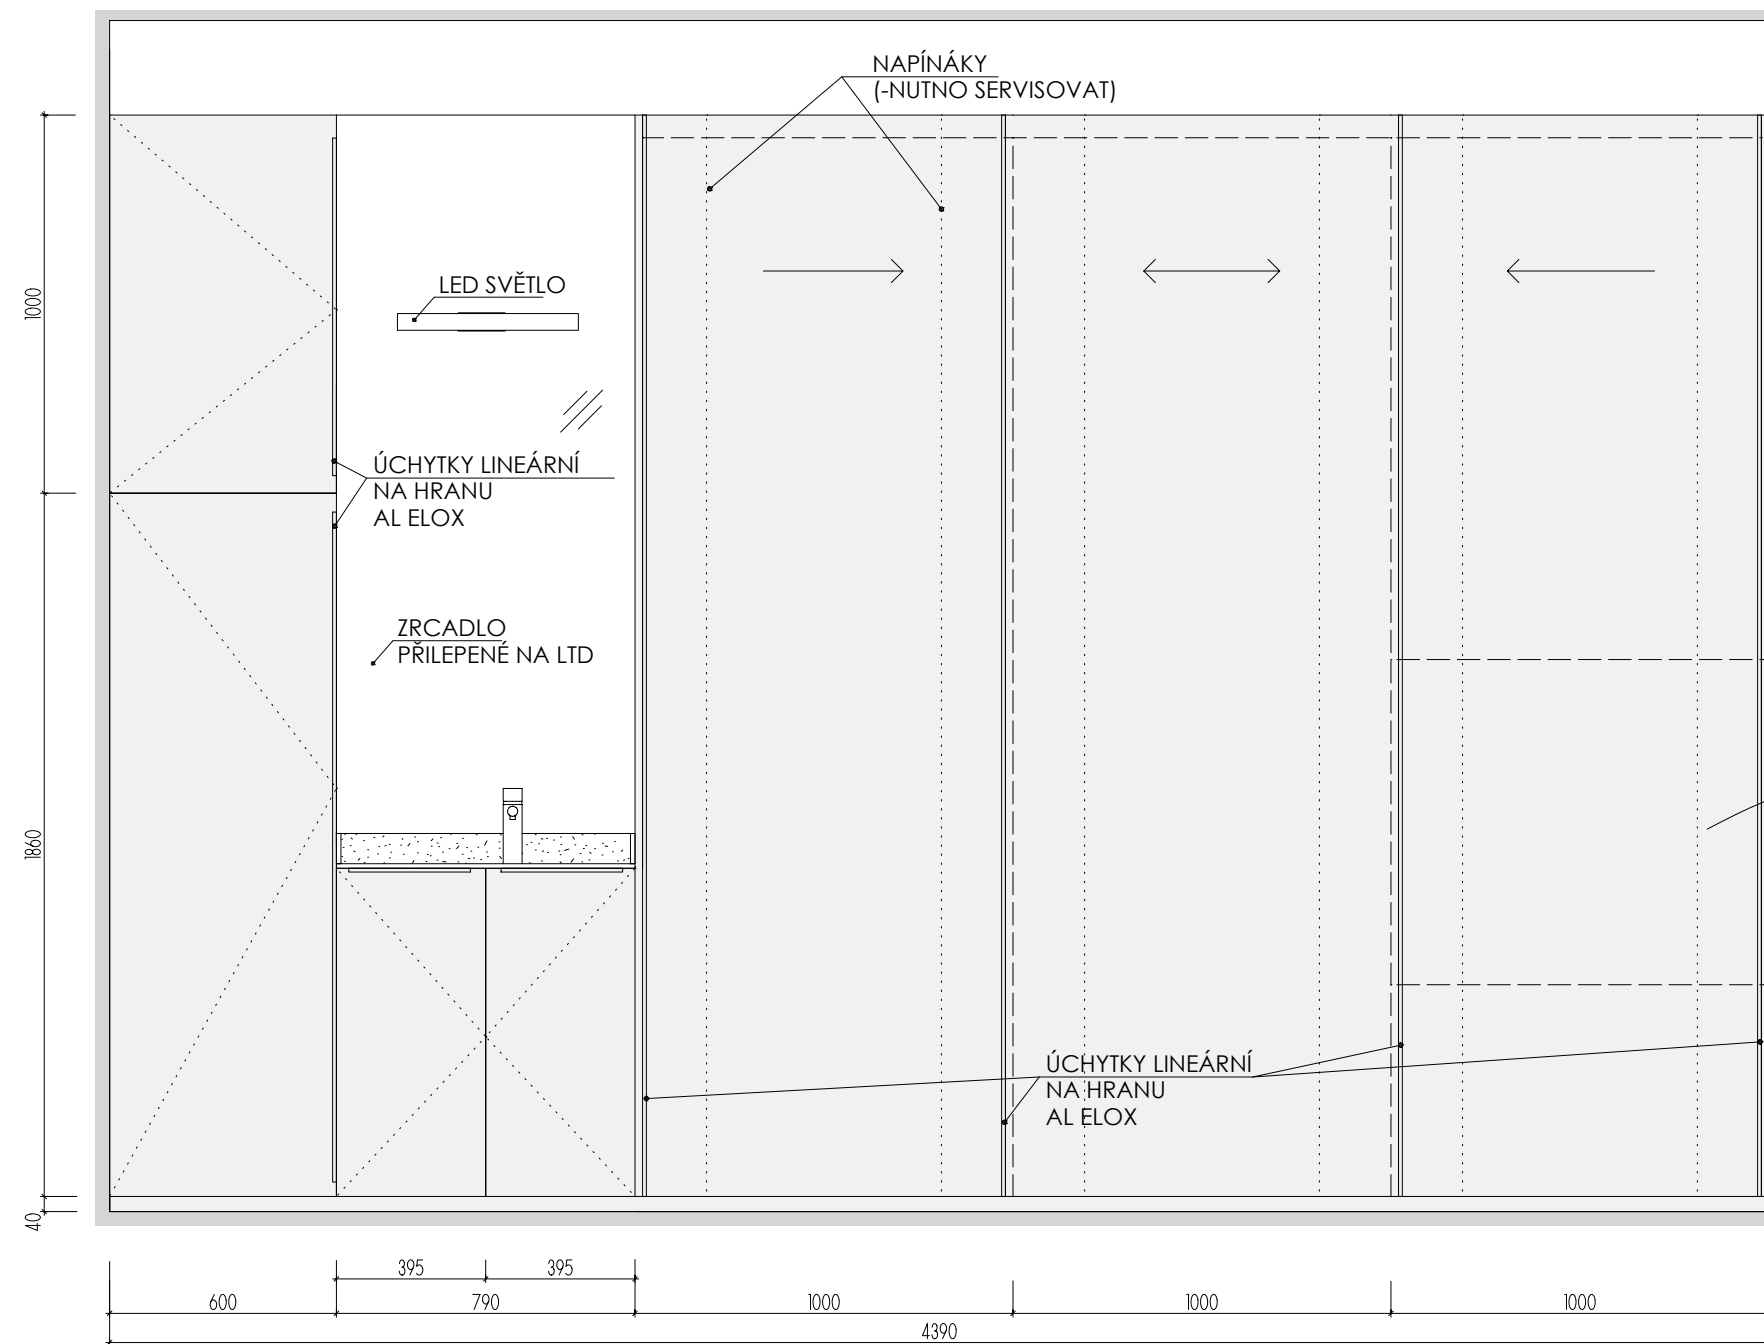 NAPÍNÁKY
(-NUTNO SERVISOVAT)
LED SVĚTLO
1000
ÚCHYTKY LINEÁRNÍ
NA HRANU
AL ELOX
ZRCADLO
PŘILEPENÉ NA LTD
1860
ÚCHYTKY LINEÁRNÍ
NA HRANU
AL ELOX
40
395 395
600 790 1000 1000 1000
4390